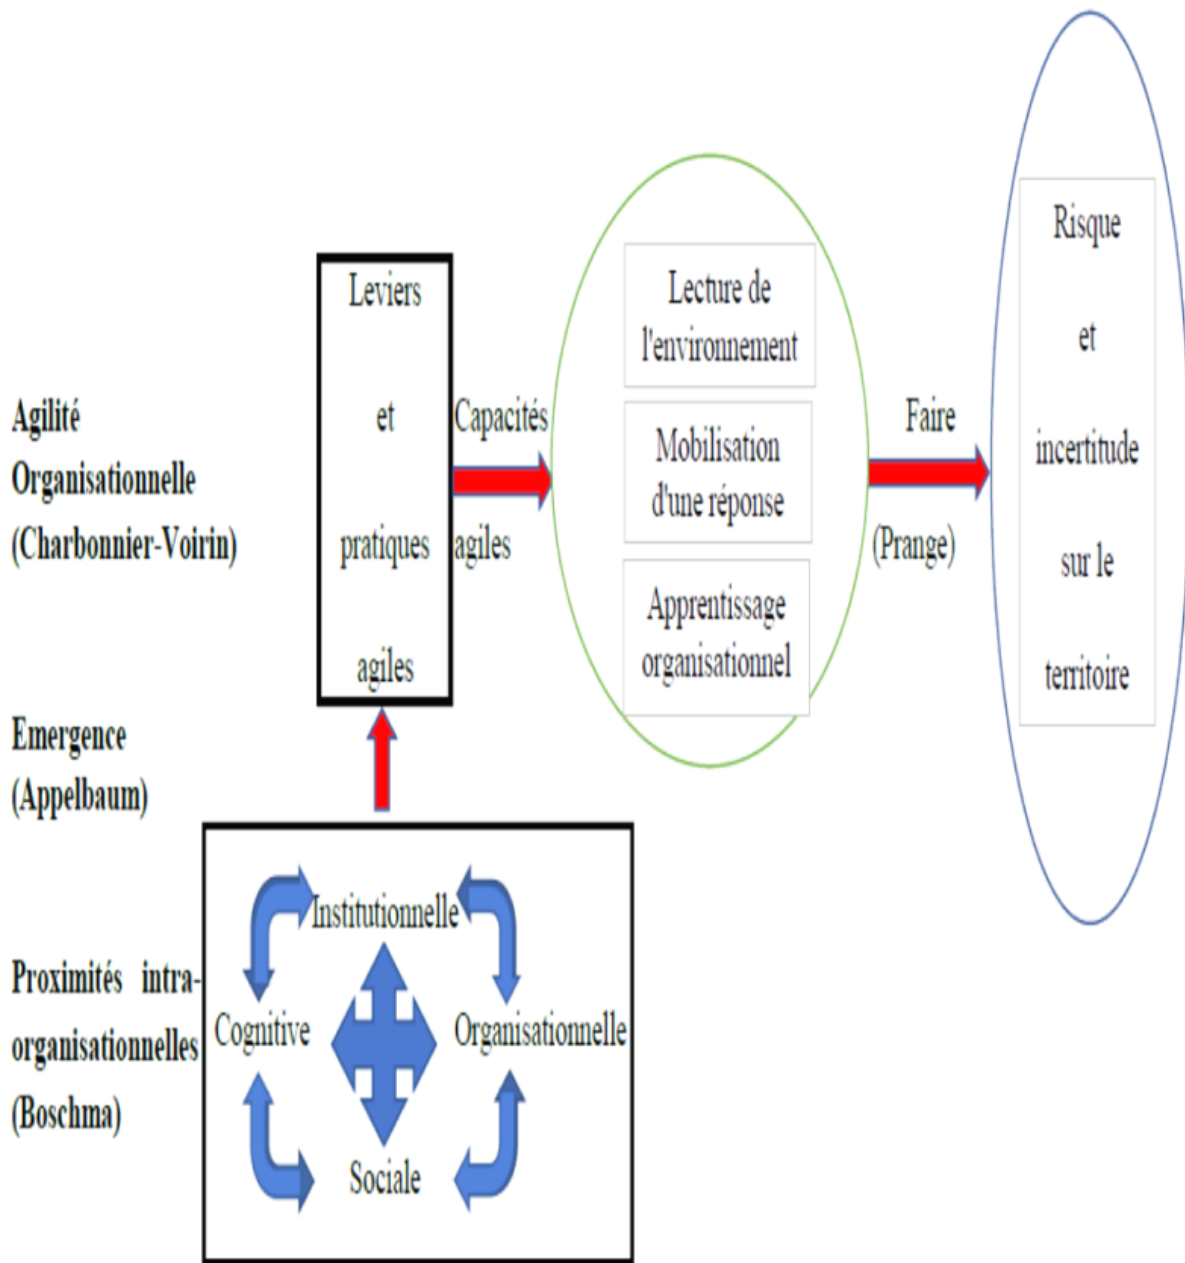 Agilité
Organisationnelle
(Charbonnier-Voirin)
Emergence
(Appelbaum)
Proximités intra-
organisationnelles
(Boschma)
Leviers
et
pratiques
agiles
Capacités
agiles
Lecture de
l'environnement
Mobilisation
d'une réponse
Apprentissage
organisationnel
Faire
(Prange)
Risque
et
incertitude
sur le
territoire
Institutionnelle
Cognitive
Organisationnelle
Sociale